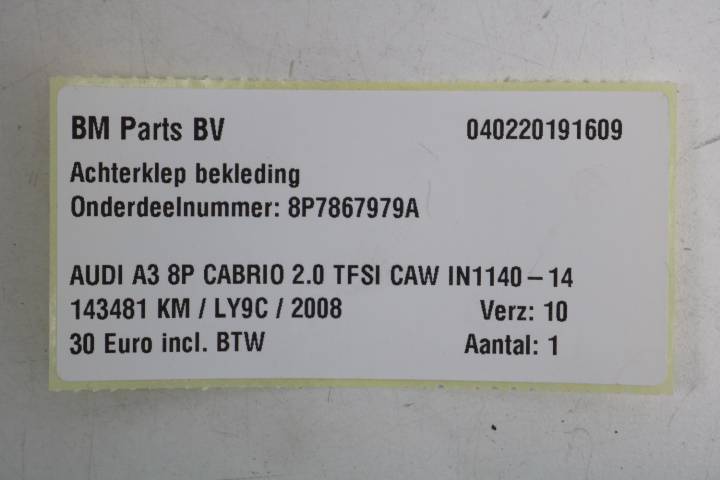 BM Parts BV 040220191609
Achterklep bekleding
Onderdeelnummer: 8P7867979A
AUDI A3 8P CABRIO 2.0 TFSI CAW IN1140-14
143481 KM / LY9C / 2008 Verz: 10
30 Euro incl. BTW Aantal: 1